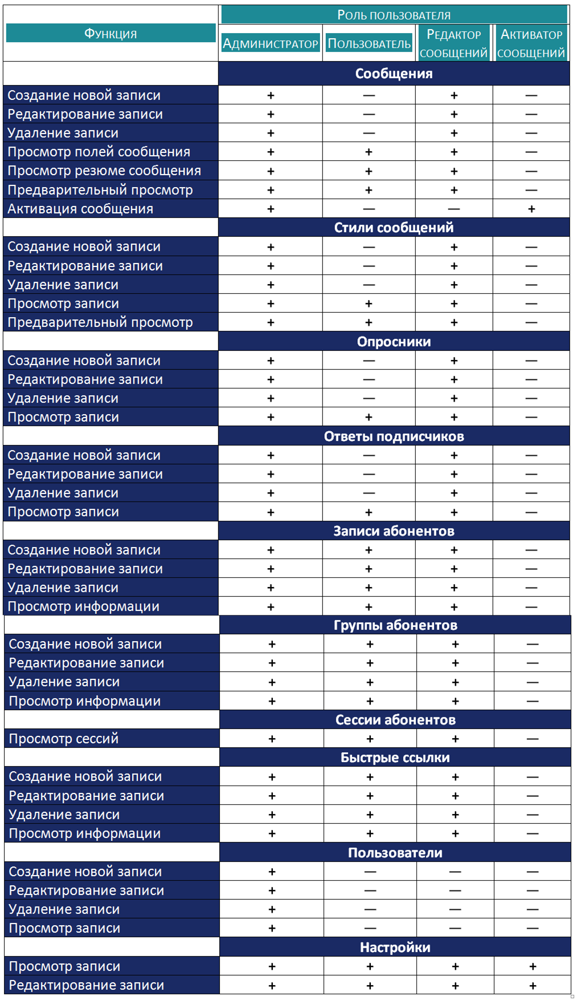 Функция
Роль пользователя
Администратор
Пользователь
Редактор сообщений
Активатор сообщений
Сообщения
Создание новой записи + — + —
Редактирование записи + — + —
Удаление записи + — + —
Просмотр полей сообщения + + + —
Просмотр резюме сообщения + + + —
Предварительный просмотр + + + —
Активация сообщения + — — +
Стили сообщений
Создание новой записи + — + —
Редактирование записи + — + —
Удаление записи + — + —
Просмотр записи + + + —
Предварительный просмотр + + + —
Опросники
Создание новой записи + — + —
Редактирование записи + — + —
Удаление записи + — + —
Просмотр записи + + + —
Ответы подписчиков
Создание новой записи + — + —
Редактирование записи + — + —
Удаление записи + — + —
Просмотр записи + + + —
Записи абонентов
Создание новой записи + + + —
Редактирование записи + + + —
Удаление записи + + + —
Просмотр информации + + + —
Группы абонентов
Создание новой записи + + + —
Редактирование записи + + + —
Удаление записи + + + —
Просмотр информации + + + —
Сессии абонентов
Просмотр сессий + + + —
Быстрые ссылки
Создание новой записи + + + —
Редактирование записи + + + —
Удаление записи + + + —
Просмотр информации + + + —
Пользователи
Создание новой записи + — — —
Редактирование записи + — — —
Удаление записи + — — —
Просмотр записи + — — —
Настройки
Просмотр записи + + + +
Редактирование записи + + + +